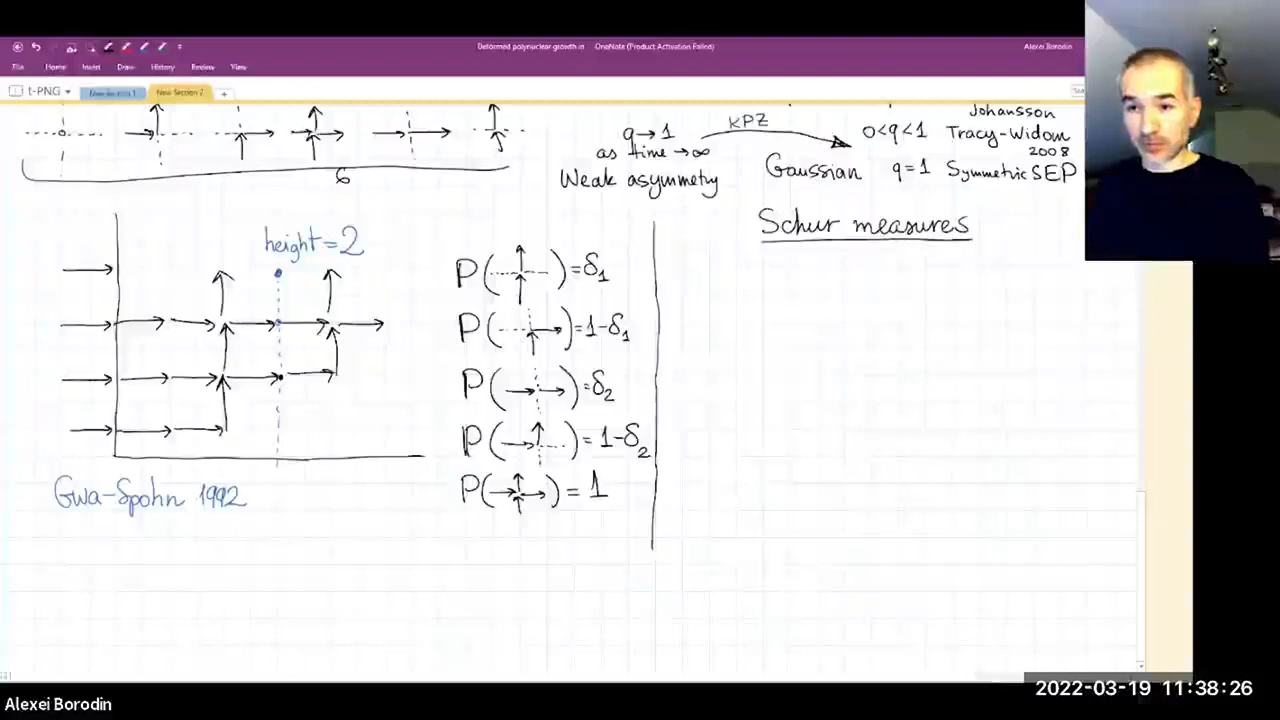 Deformed polynuclear growth in OneNote (Product Activation Failed)
Alexei Borodin
File Home Insert Draw History Review View
t-PNG New Section 1 New Section 2
6
q→1
as time→∞
Weak asymmetry
KPZ
Johansson
0<q<1 Tracy-Widom
2008
Gaussian q=1 Symmetric SEP
height=2
Gwa-Spohn 1992
P( )=δ₁
P( )=1-δ₁
P( )=δ₂
P( )=1-δ₂
P( )=1
Schur measures
2022-03-19 11:38:26
Alexei Borodin